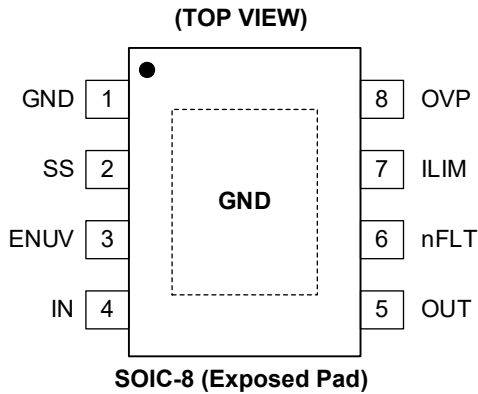 (TOP VIEW)
GND 1 8 OVP
SS 2 7 ILIM
GND
ENUV 3 6 nFLT
IN 4 5 OUT
SOIC-8 (Exposed Pad)